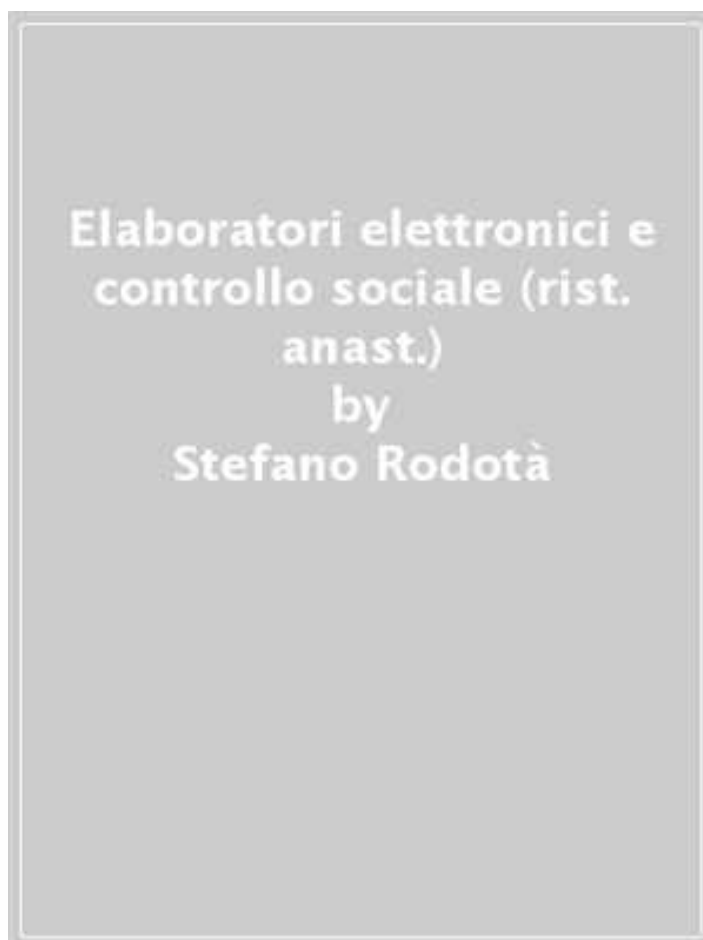 Elaboratori elettronici e
controllo sociale (rist.
anast.)
by
Stefano Rodotà